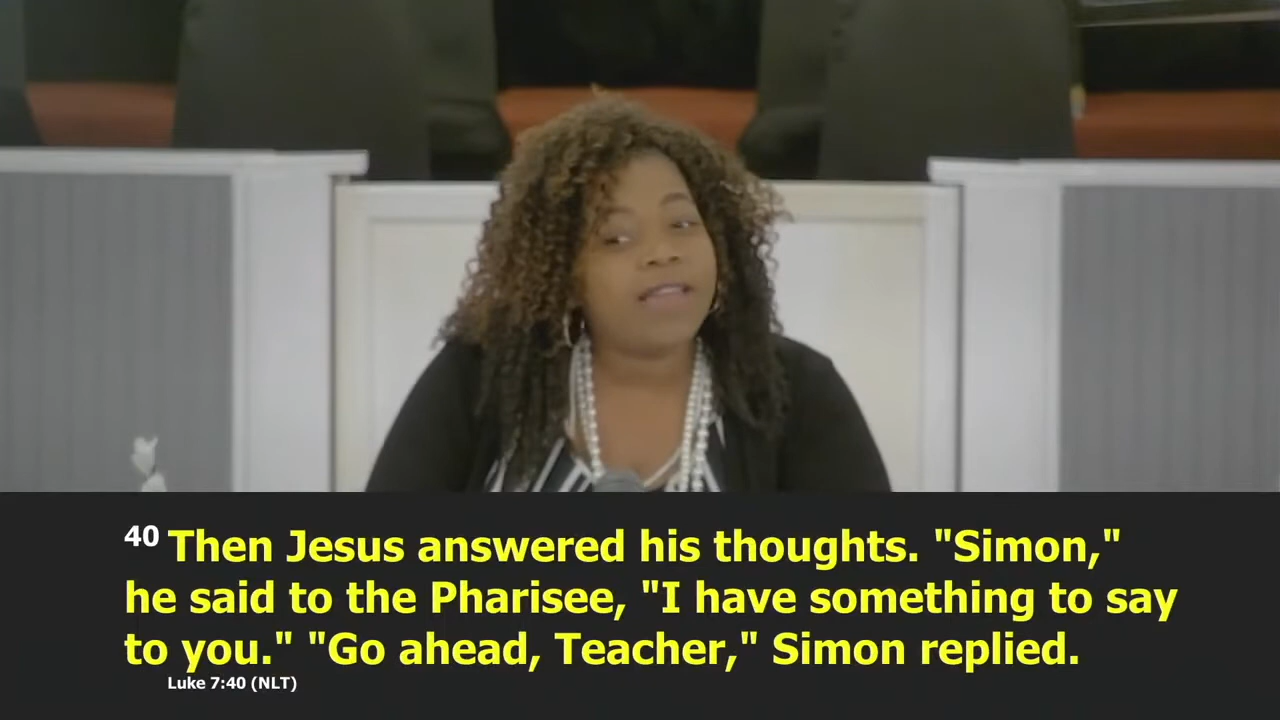 40 Then Jesus answered his thoughts. "Simon,"
he said to the Pharisee, "I have something to say
to you." "Go ahead, Teacher," Simon replied.
Luke 7:40 (NLT)